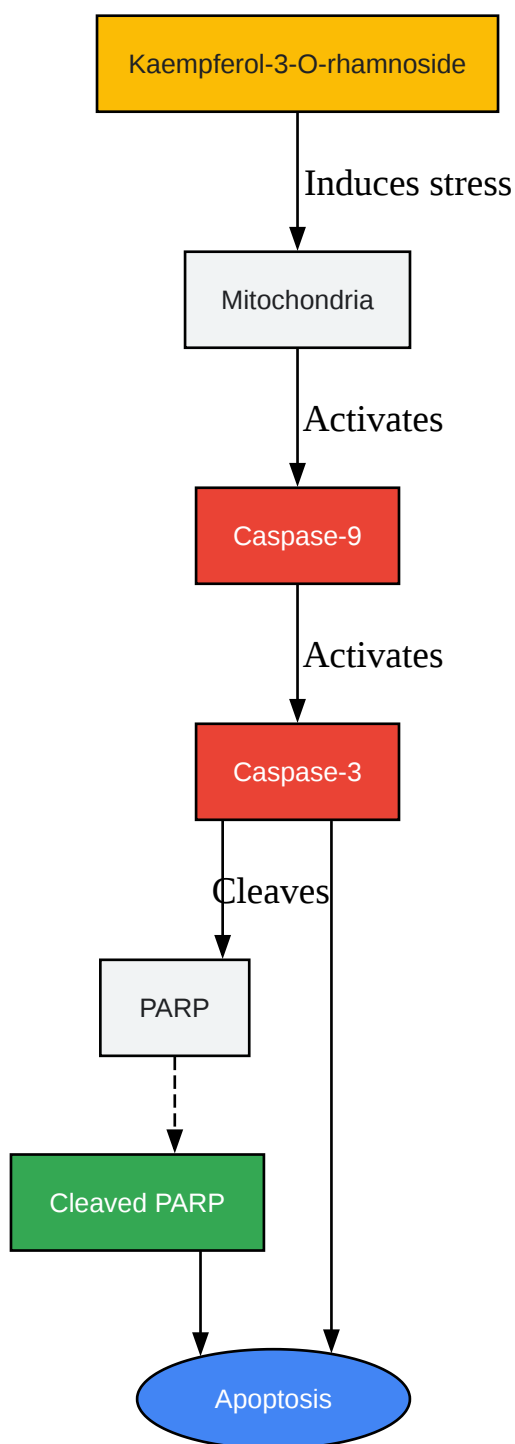 Kaempferol-3-O-rhamnoside
Induces stress
Mitochondria
Activates
Caspase-9
Activates
Caspase-3
Cleaves
PARP
Cleaved PARP
Apoptosis